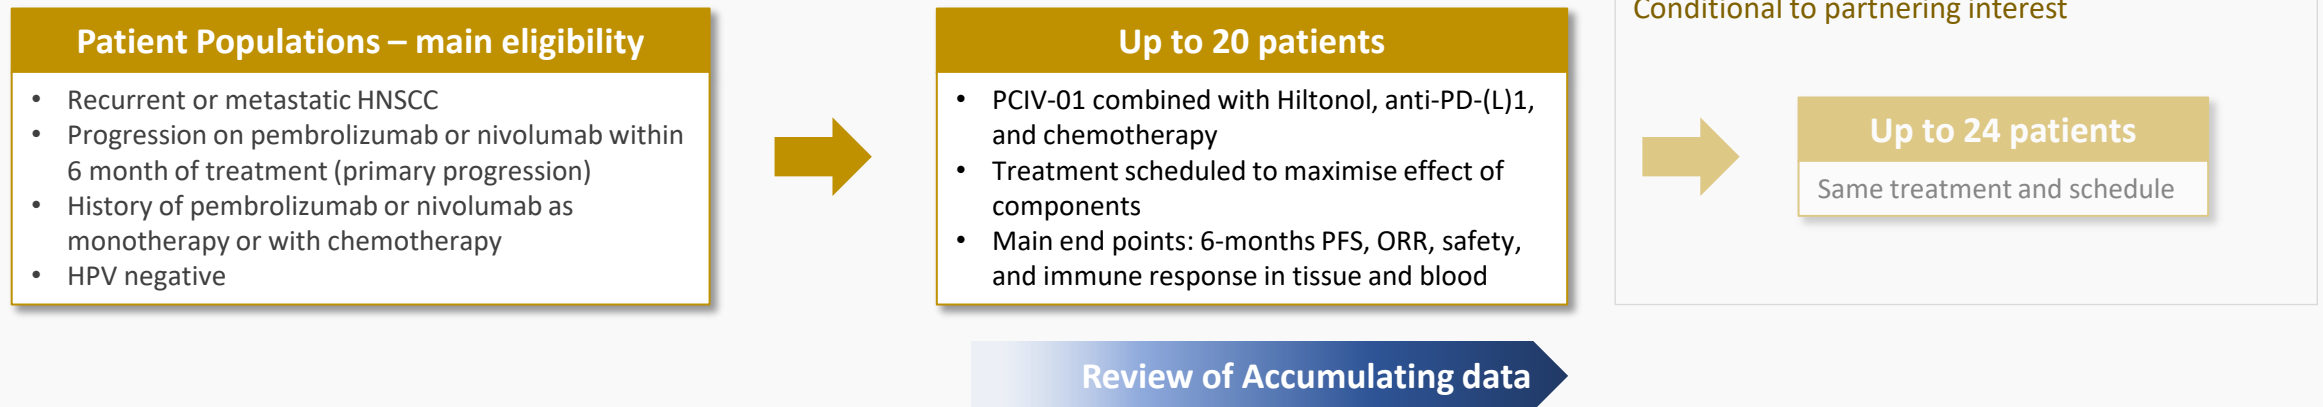 Patient Populations – main eligibility
• Recurrent or metastatic HNSCC
• Progression on pembrolizumab or nivolumab within
6 month of treatment (primary progression)
• History of pembrolizumab or nivolumab as
monotherapy or with chemotherapy
• HPV negative
Up to 20 patients
• PCIV-01 combined with Hiltonol, anti-PD-(L)1,
and chemotherapy
• Treatment scheduled to maximise effect of
components
• Main end points: 6-months PFS, ORR, safety,
and immune response in tissue and blood
Review of Accumulating data
Conditional to partnering interest
Up to 24 patients
Same treatment and schedule